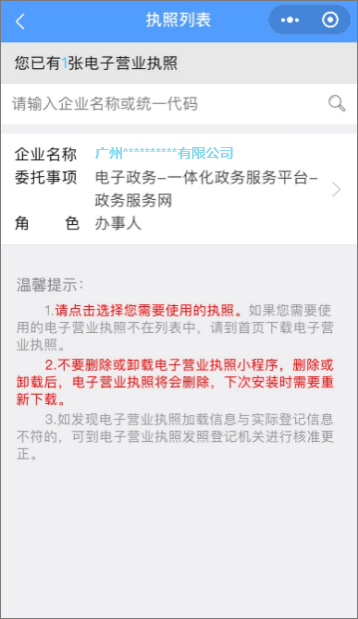 执照列表
您已有1张电子营业执照
请输入企业名称或统一代码
企业名称 广州**********有限公司
委托事项 电子政务-一体化政务服务平台-
政务服务网
角 色 办事人
温馨提示:
1.请点击选择您需要使用的执照。如果您需要使
用的电子营业执照不在列表中，请到首页下载电子营
业执照。
2.不要删除或卸载电子营业执照小程序，删除或
卸载后，电子营业执照将会删除，下次安装时需要重
新下载。
3.如发现电子营业执照加载信息与实际登记信息
不符的，可到电子营业执照发照登记机关进行核准更
正。